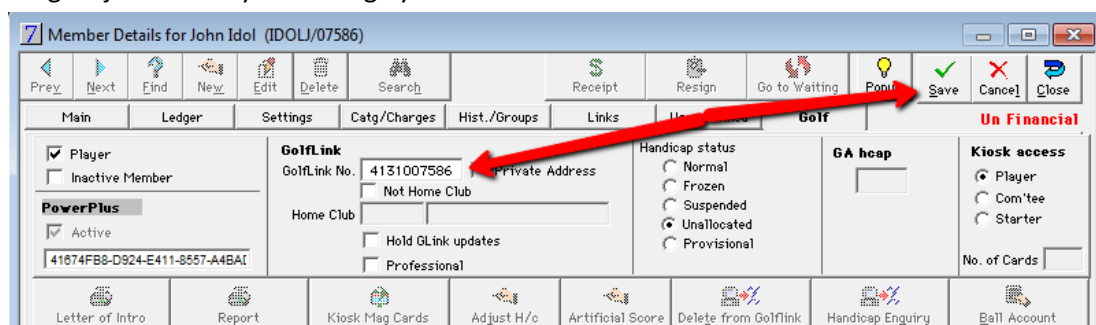 7 Member Details for John Idol (IDOLJ/07586)
Prev Next Find New Edit Delete Search Receipt Resign Go to Waiting Save Cancel Close
Main Ledger Settings Catg/Charges Hist./Groups Links Golf Un Financial
Player GolfLink Handicap status GA hcap Kiosk access
Inactive Member GolfLink No. 4131007586 Private Address Normal Player
Not Home Club Frozen Com'tee
PowerPlus Home Club Suspended Starter
Active Hold GLink updates Unallocated
41674FB8-D924-E411-8557-A4BA Professional Provisional No. of Cards
Letter of Intro Report Kiosk Mag Cards Adjust H/c Artificial Score Delete from Golflink Handicap Enquiry Ball Account